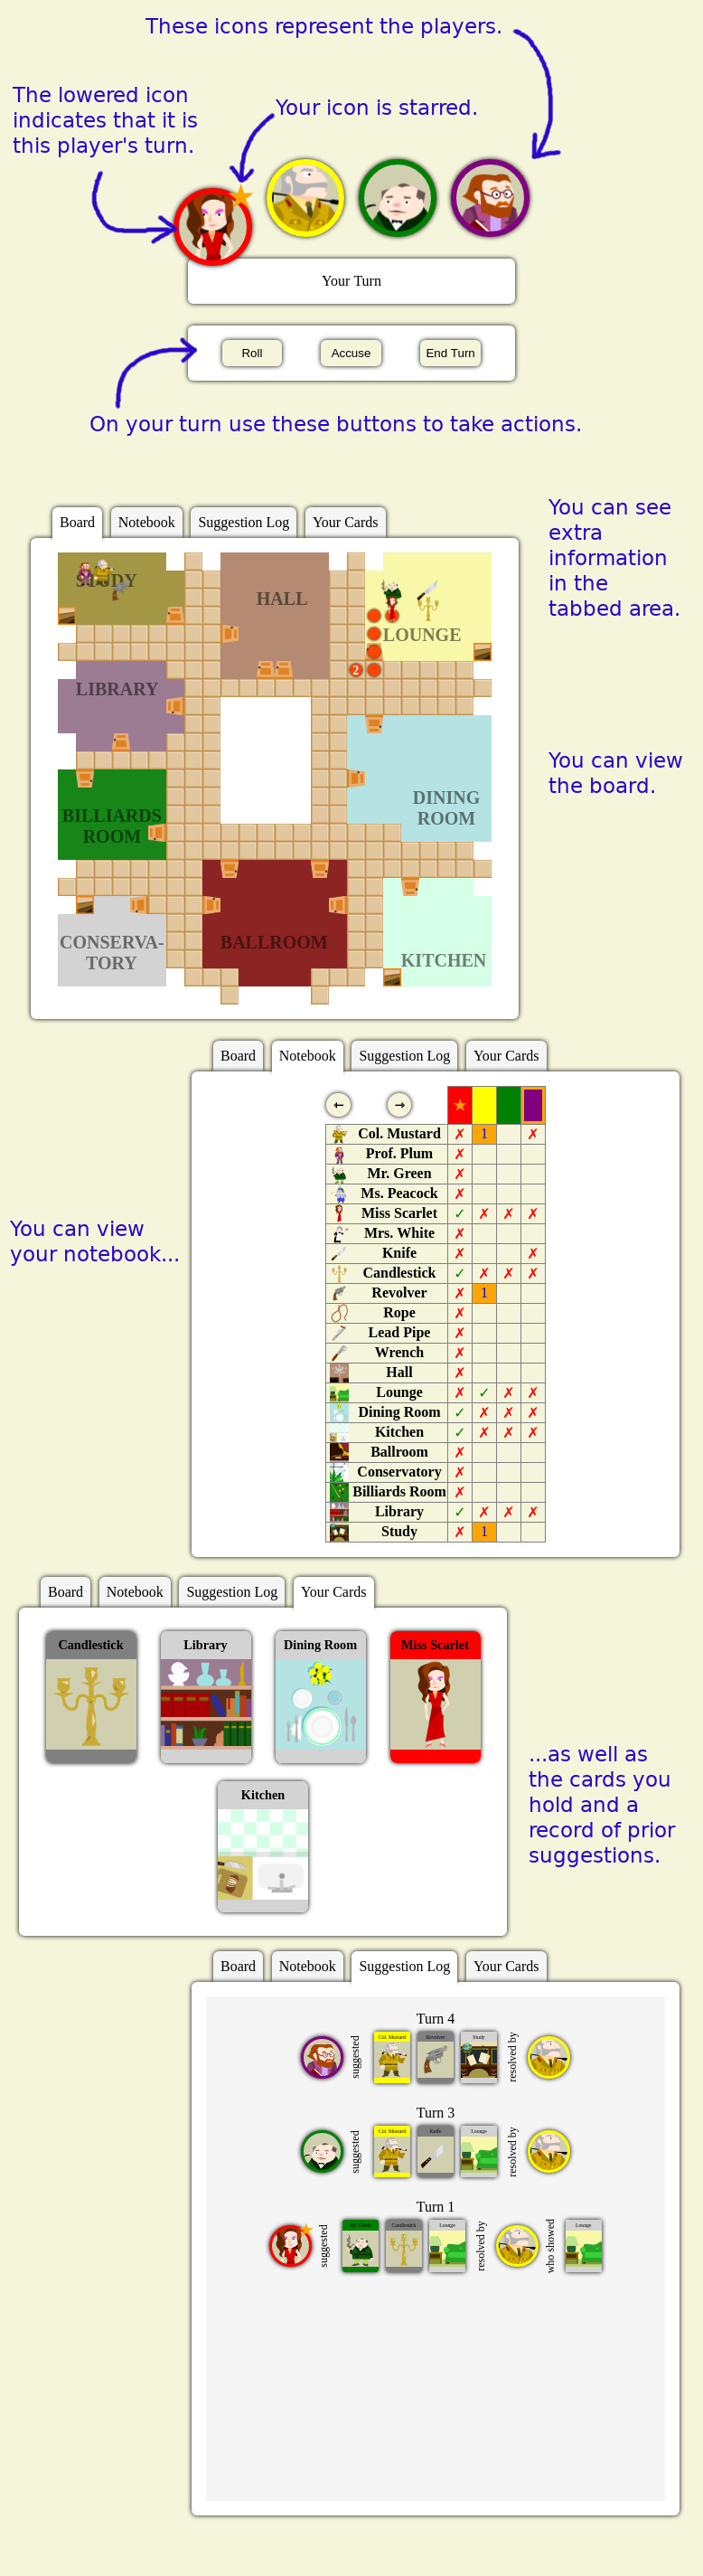 These icons represent the players.
The lowered icon
indicates that it is
this player's turn.
Your icon is starred.
Your Turn
Roll
Accuse
End Turn
On your turn use these buttons to take actions.
You can see
extra
information
in the
tabbed area.
Board
Notebook
Suggestion Log
Your Cards
STUDY
HALL
LOUNGE
2
LIBRARY
You can view
the board.
DINING
ROOM
BILLIARDS
ROOM
CONSERVA-
TORY
BALLROOM
KITCHEN
Board
Notebook
Suggestion Log
Your Cards
←
→
★
Col. Mustard ✗ 1 ✗
Prof. Plum ✗
Mr. Green ✗
Ms. Peacock ✗
Miss Scarlet ✓ ✗ ✗ ✗
Mrs. White ✗
Knife ✗ ✗
Candlestick ✓ ✗ ✗ ✗
Revolver ✗ 1
Rope ✗
Lead Pipe ✗
Wrench ✗
Hall ✗
Lounge ✗ ✓ ✗ ✗
Dining Room ✓ ✗ ✗ ✗
Kitchen ✓ ✗ ✗ ✗
Ballroom ✗
Conservatory ✗
Billiards Room ✗
Library ✓ ✗ ✗ ✗
Study ✗ 1
You can view
your notebook...
Board
Notebook
Suggestion Log
Your Cards
Candlestick
Library
Dining Room
Miss Scarlet
Kitchen
...as well as
the cards you
hold and a
record of prior
suggestions.
Board
Notebook
Suggestion Log
Your Cards
Turn 4
suggested
Col. Mustard
Revolver
Study
resolved by
Turn 3
suggested
Col. Mustard
Knife
Lounge
resolved by
Turn 1
suggested
Mr. Green
Candlestick
Lounge
resolved by
who showed
Lounge